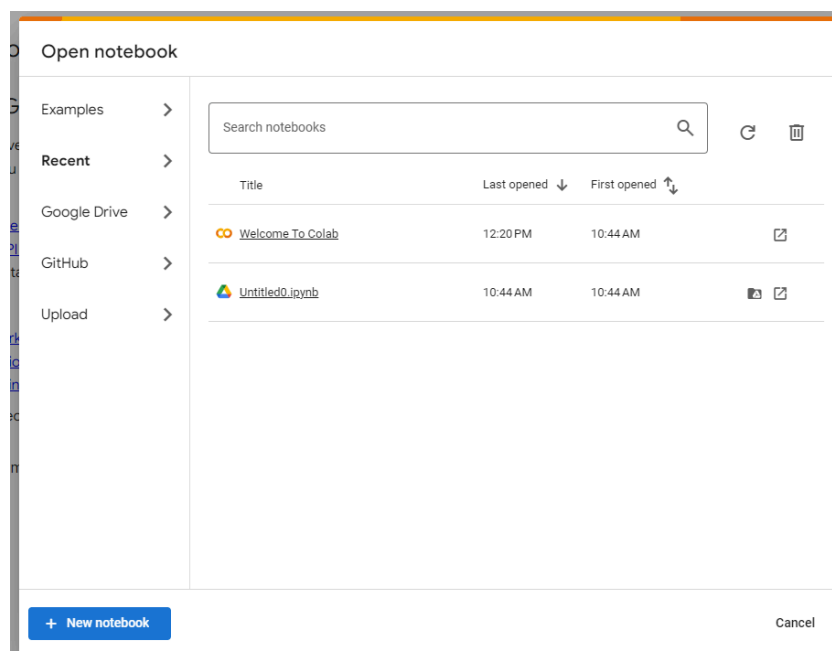 Open notebook
Examples
Recent
Google Drive
GitHub
Upload
Search notebooks
Title Last opened First opened
Welcome To Colab 12:20 PM 10:44 AM
Untitled0.ipynb 10:44 AM 10:44 AM
+ New notebook
Cancel